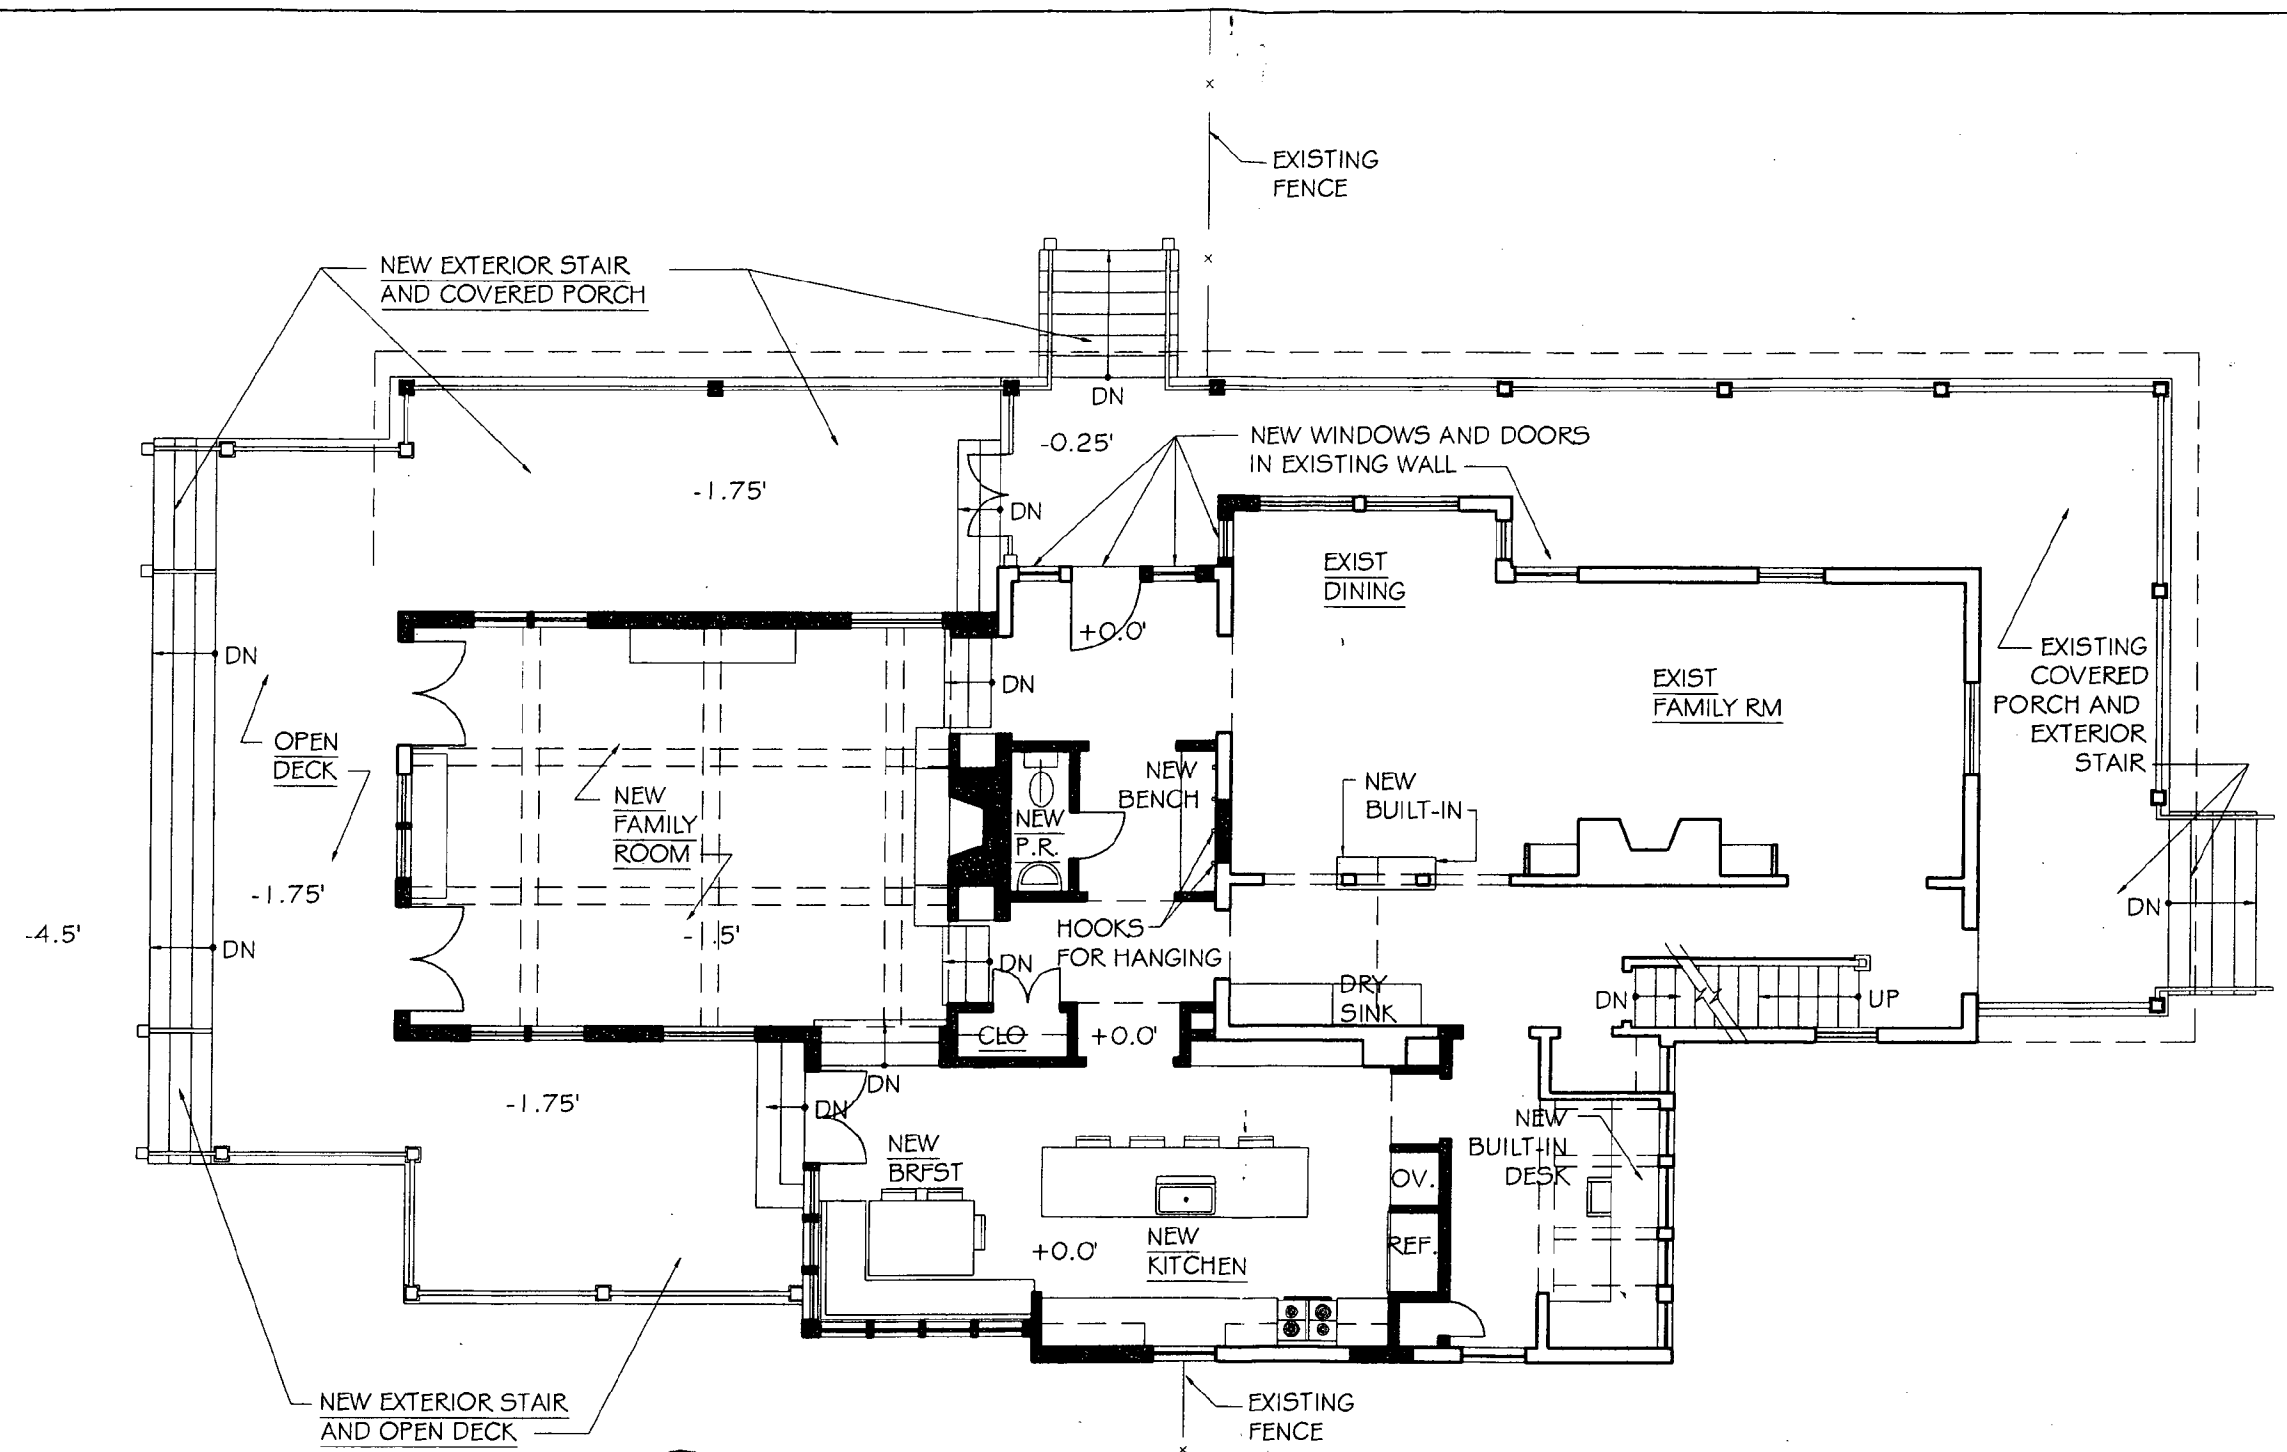 EXISTING
FENCE
NEW EXTERIOR STAIR
AND COVERED PORCH
DN
-0.25'
NEW WINDOWS AND DOORS
IN EXISTING WALL
-1.75'
DN
EXIST
DINING
+0.0'
DN
DN
EXISTING
COVERED
PORCH AND
EXTERIOR
STAIR
EXIST
FAMILY RM
OPEN
DECK
NEW
BENCH
NEW
BUILT-IN
NEW
FAMILY
ROOM
NEW
P.R.
-1.75'
DN
-4.5'
DN
HOOKS
FOR HANGING
DN
DRY
SINK
DN
UP
CLO
+0.0'
DN
-1.75'
DN
NEW
BUILT-IN
DESK
NEW
BRFST
OV.
NEW
KITCHEN
+0.0'
REF.
NEW EXTERIOR STAIR
AND OPEN DECK
EXISTING
FENCE